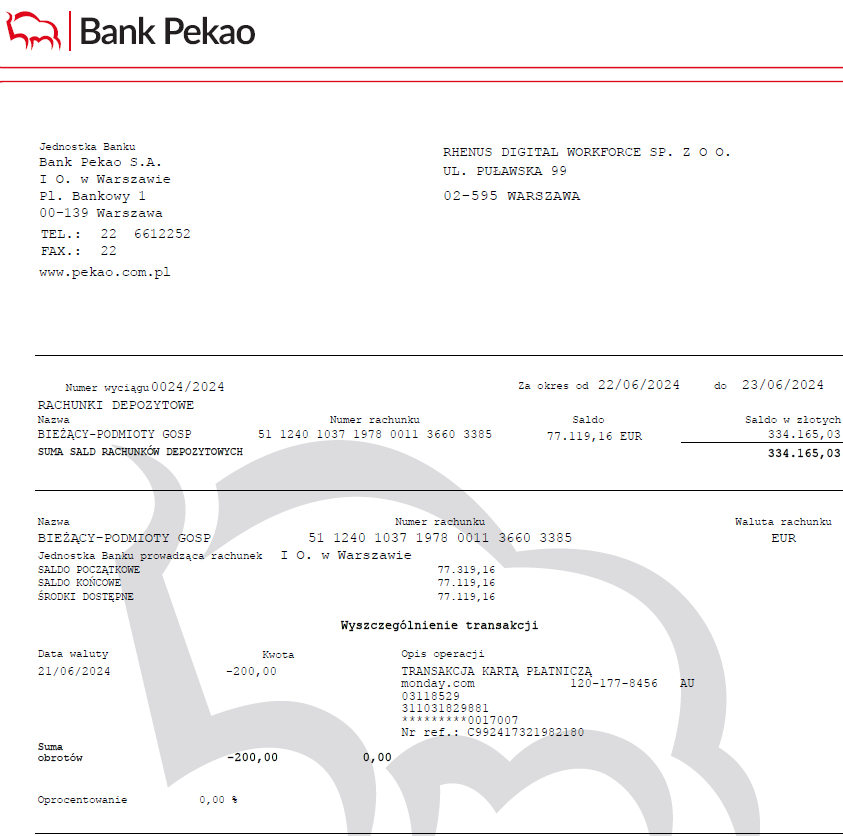 Bank Pekao
Jednostka Banku
Bank Pekao S.A.
I O. w Warszawie
Pl. Bankowy 1
00-139 Warszawa
TEL.: 22 6612252
FAX.: 22
www.pekao.com.pl
RHENUS DIGITAL WORKFORCE SP. Z O O.
UL. PUŁAWSKA 99
02-595 WARSZAWA
Numer wyciągu 0024/2024 Za okres od 22/06/2024 do 23/06/2024
RACHUNKI DEPOZYTOWE
Nazwa Numer rachunku Saldo Saldo w złotych
BIEŻĄCY-PODMIOTY GOSP 51 1240 1037 1978 0011 3660 3385 77.119,16 EUR 334.165,03
SUMA SALD RACHUNKÓW DEPOZYTOWYCH 334.165,03
Nazwa Numer rachunku Waluta rachunku
BIEŻĄCY-PODMIOTY GOSP 51 1240 1037 1978 0011 3660 3385 EUR
Jednostka Banku prowadząca rachunek I O. w Warszawie
SALDO POCZĄTKOWE 77.319,16
SALDO KOŃCOWE 77.119,16
ŚRODKI DOSTĘPNE 77.119,16
Wyszczególnienie transakcji
Data waluty Kwota Opis operacji
21/06/2024 -200,00 TRANSAKCJA KARTĄ PŁATNICZĄ
monday.com 120-177-8456 AU
03118529
311031829881
*********0017007
Nr ref.: C992417321982180
Suma
obrotów -200,00 0,00
Oprocentowanie 0,00 %